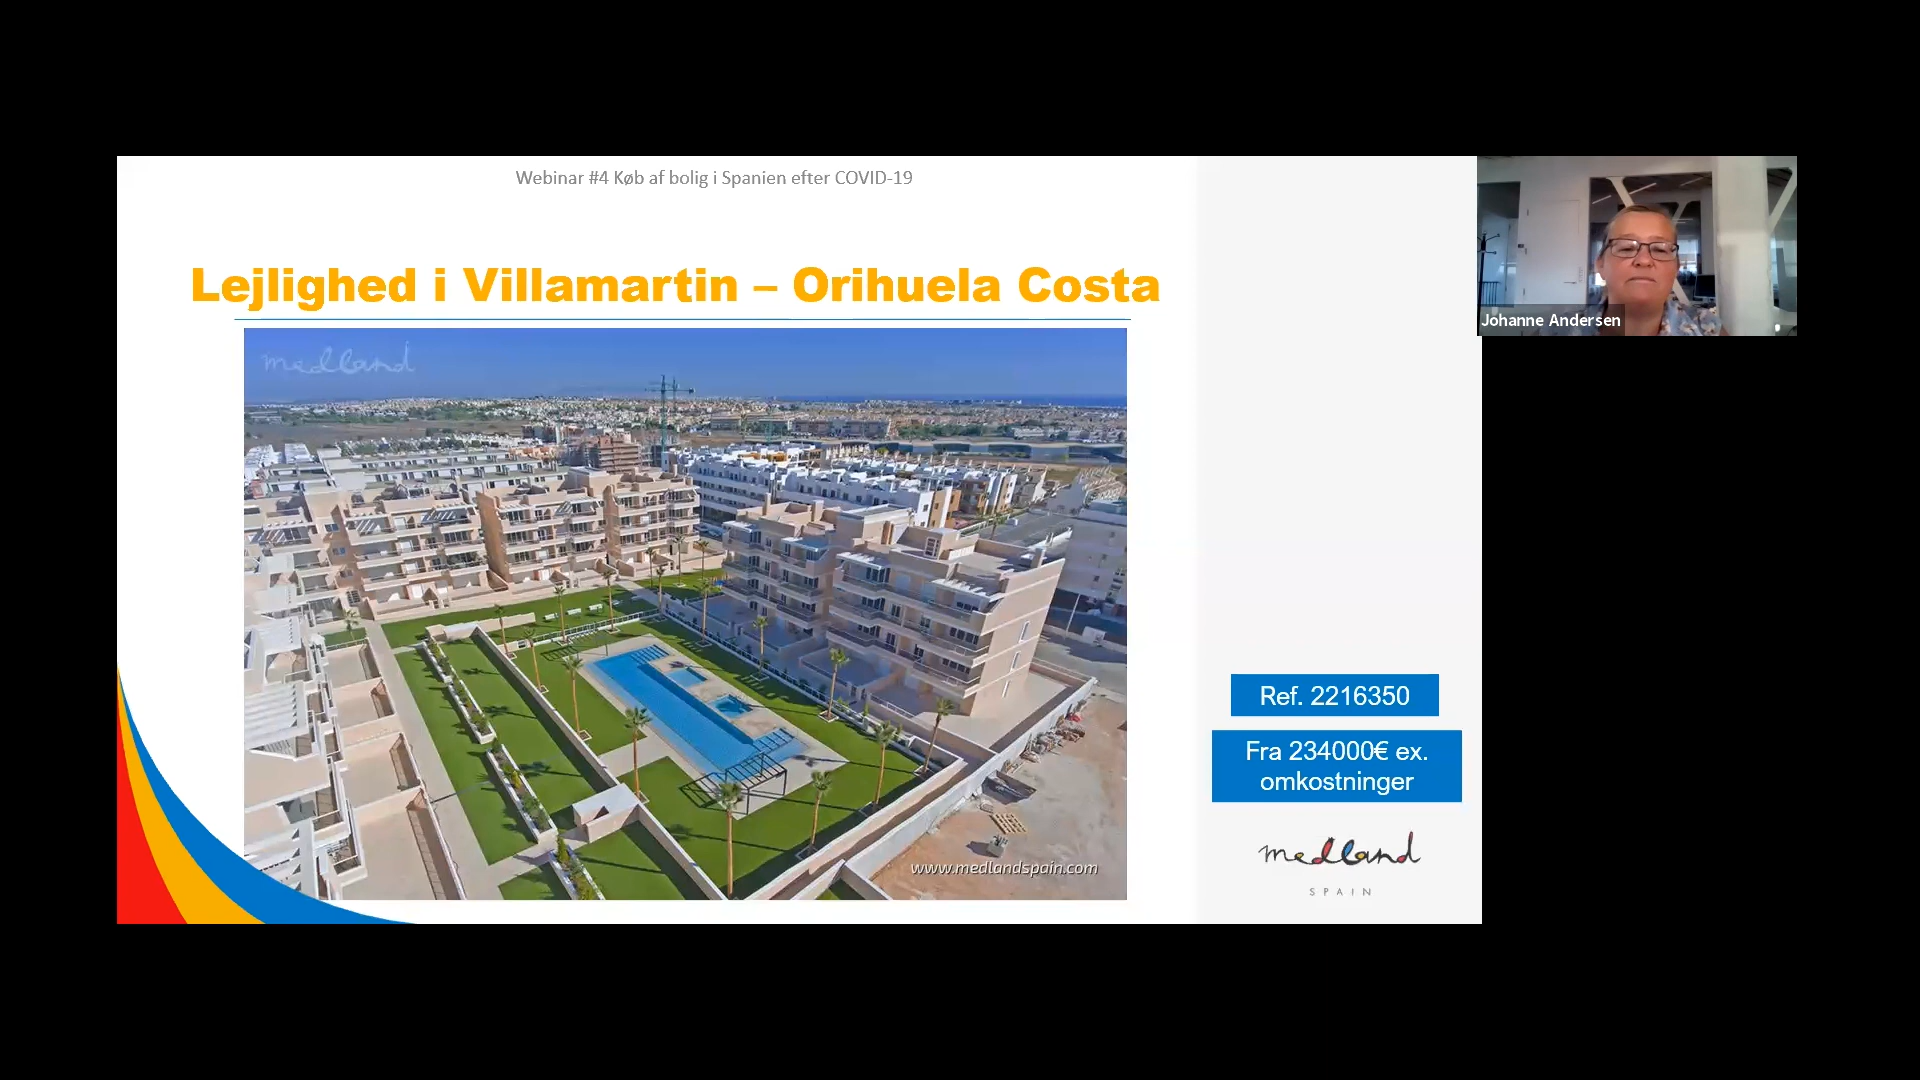 Webinar #4 Køb af bolig i Spanien efter COVID-19
Lejlighed i Villamartin – Orihuela Costa
medland
www.medlandspain.com
Ref. 2216350
Fra 234000€ ex.
omkostninger
medland
SPAIN
Johanne Andersen